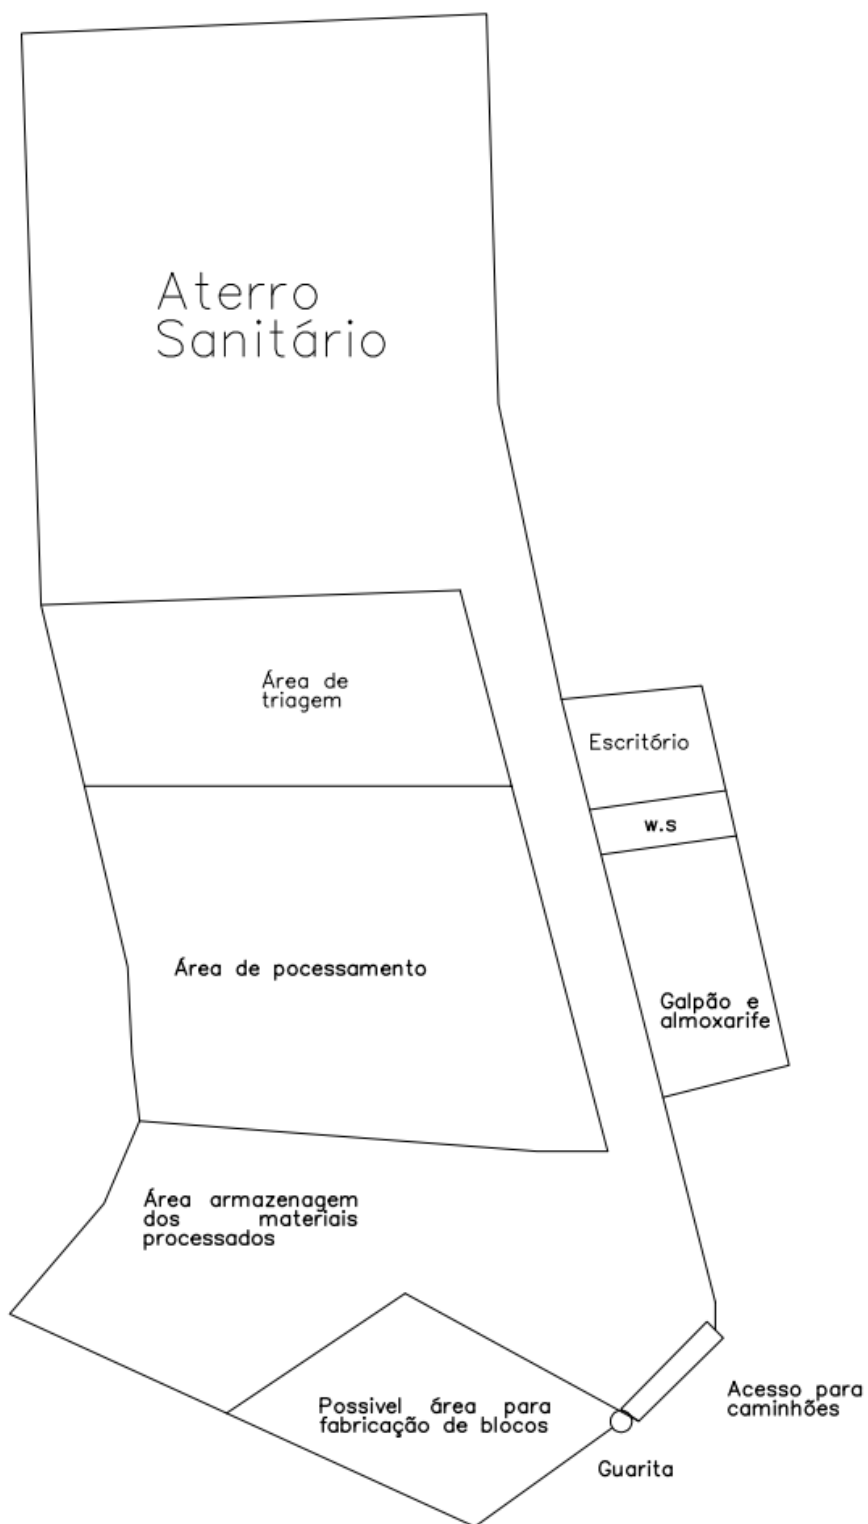 Aterro
Sanitário
Área de
triagem
Escritório
w.s
Área de pocessamento
Galpão e
almoxarife
Área armazenagem
dos materiais
processados
Possivel área para
fabricação de blocos
Acesso para
caminhões
Guarita